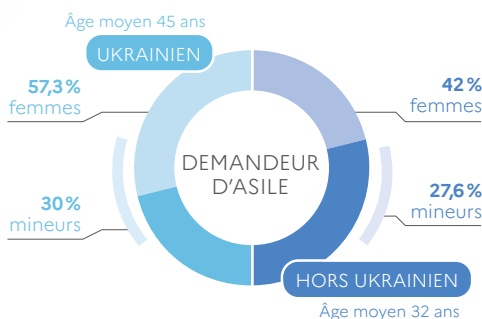 Âge moyen 45 ans
UKRAINIEN
57,3 %
femmes
30 %
mineurs
DEMANDEUR
D'ASILE
42 %
femmes
27,6 %
mineurs
HORS UKRAINIEN
Âge moyen 32 ans